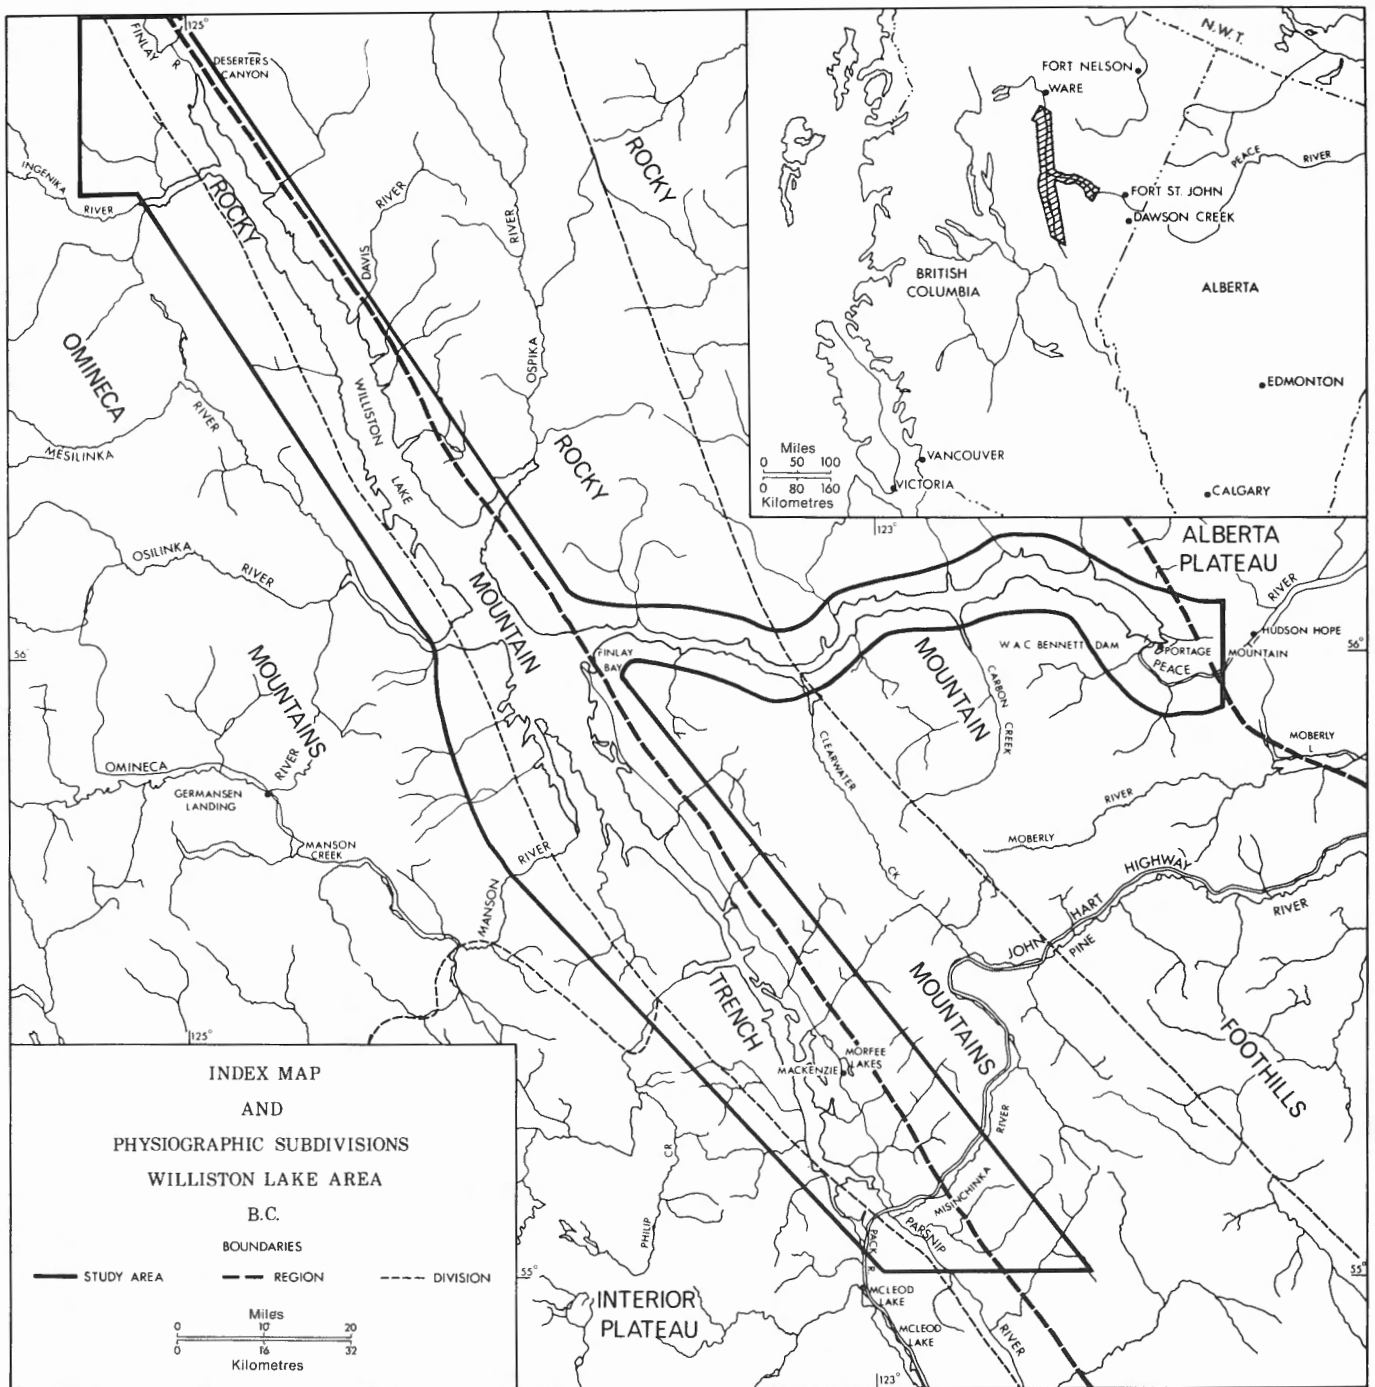 125°
FINLAY
R
DESERTERS
CANYON
INGENIKA
RIVER
ROCKY
DAVIS
RIVER
RIVER
OSPIKA
ROCKY
N.W.T.
FORT NELSON
WARE
PEACE
RIVER
FORT ST. JOHN
DAWSON CREEK
BRITISH
COLUMBIA
ALBERTA
EDMONTON
VANCOUVER
VICTORIA
CALGARY
Miles
0 50 100
0 80 160
Kilometres
OMINECA
RIVER
MESILINKA
WILLISTON
LAKE
ROCKY
123°
ALBERTA
PLATEAU
OSILINKA
RIVER
MOUNTAIN
RIVER
HUDSON HOPE
56
56°
FINLAY
BAY
MOUNTAIN
W A C BENNETT DAM
PORTAGE
MOUNTAIN
PEACE
CARBON
CREEK
MOUNTAINS
CLEARWATER
CK
MOBERLY
L
OMINECA
RIVER
GERMANSEN
LANDING
MANSON
CREEK
MANSON
RIVER
MOBERLY
RIVER
JOHN HART HIGHWAY
PINE
RIVER
TRENCH
MOUNTAINS
FOOTHILLS
MORFEE
LAKES
MACKENZIE
RIVER
MISINCHINKA
PARSNIP
PACK R
PHILIP
CR
MCLEOD
LAKE
MCLEOD
LAKE
RIVER
INTERIOR
PLATEAU
55°
55°
123°
125°
INDEX MAP
AND
PHYSIOGRAPHIC SUBDIVISIONS
WILLISTON LAKE AREA
B.C.
BOUNDARIES
STUDY AREA REGION DIVISION
Miles
0 10 20
0 16 32
Kilometres